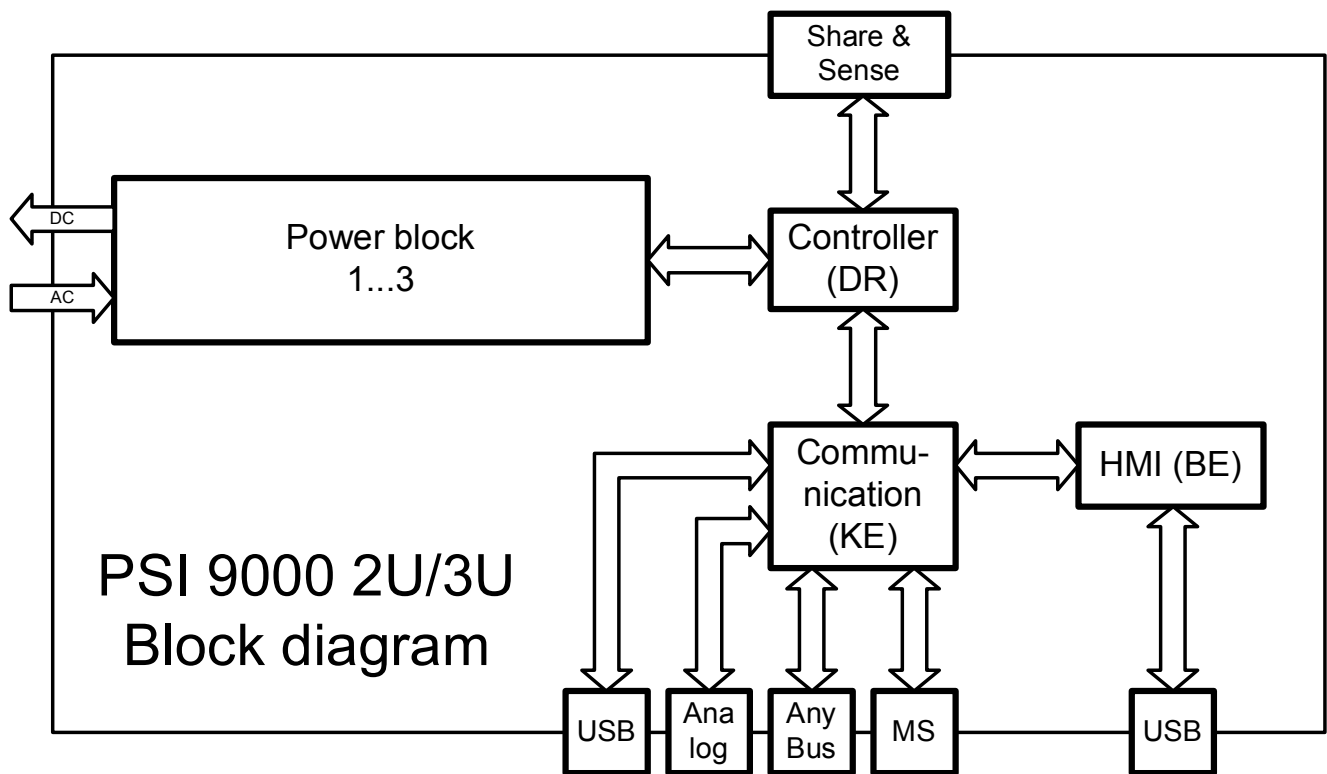 Share &
Sense
DC
AC
Power block
1...3
Controller
(DR)
Commu-
nication
(KE)
HMI (BE)
PSI 9000 2U/3U
Block diagram
USB
Ana
log
Any
Bus
MS
USB